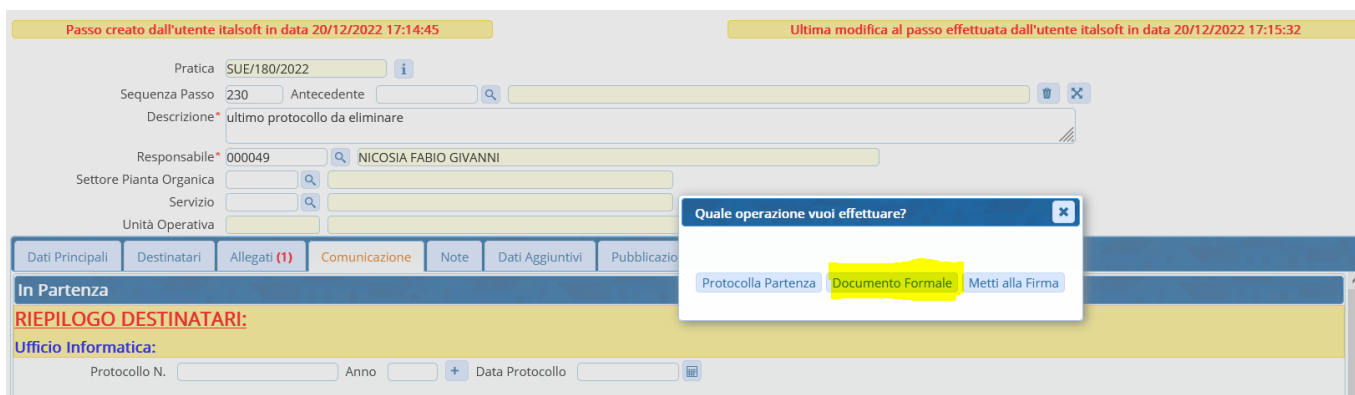 Passo creato dall'utente italsoft in data 20/12/2022 17:14:45
Ultima modifica al passo effettuata dall'utente italsoft in data 20/12/2022 17:15:32
Pratica SUE/180/2022 i
Sequenza Passo 230 Antecedente
Descrizione* ultimo protocollo da eliminare
Responsabile* 000049 NICOSIA FABIO GIVANNI
Settore Pianta Organica
Servizio
Unità Operativa
Quale operazione vuoi effettuare?
Protocolla Partenza Documento Formale Metti alla Firma
Dati Principali Destinatari Allegati (1) Comunicazione Note Dati Aggiuntivi Pubblicazio
In Partenza
RIEPILOGO DESTINATARI:
Ufficio Informatica:
Protocollo N. Anno + Data Protocollo